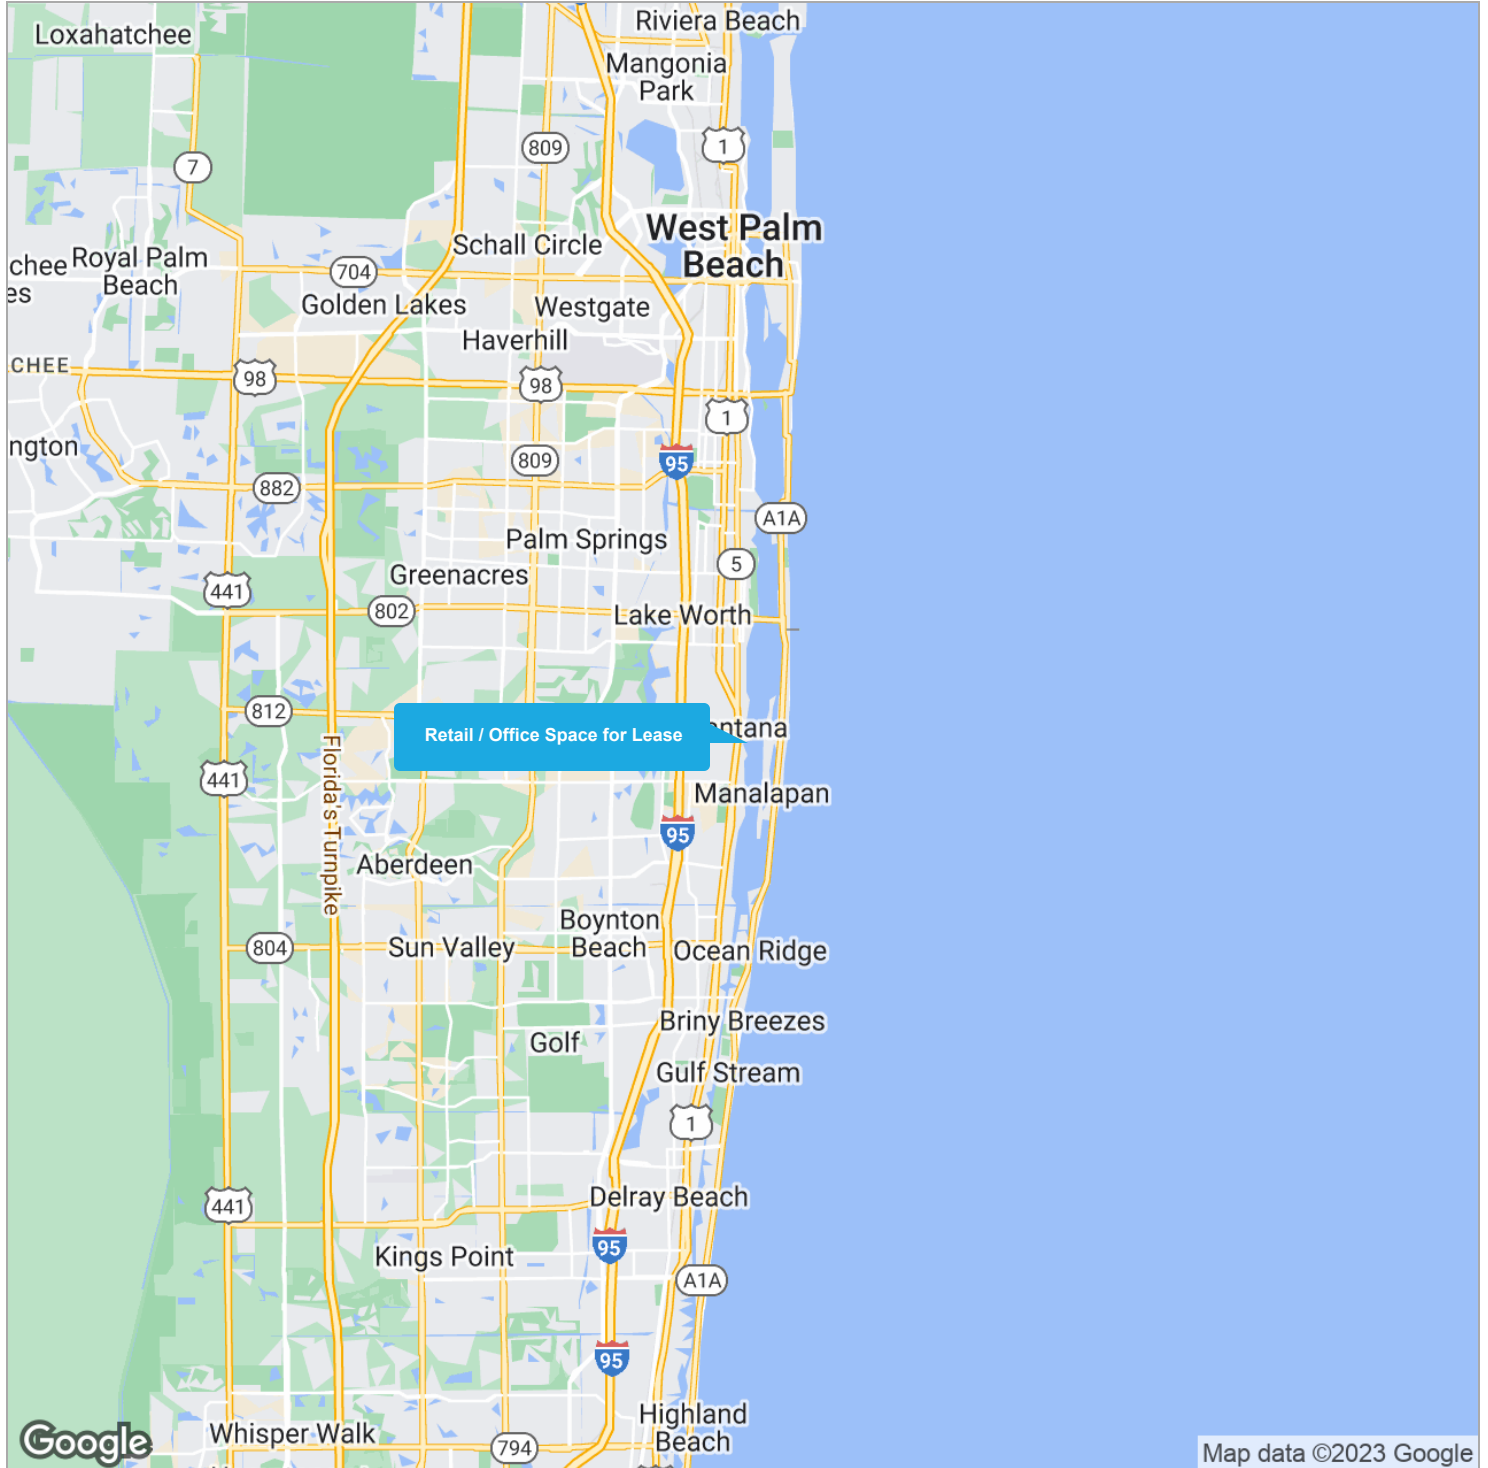 Riviera Beach
Loxahatchee
Mangonia
Park
809
1
7
West Palm
Beach
Schall Circle
chee
es
Royal Palm
Beach
704
Golden Lakes
Westgate
Haverhill
CHEE
98
98
1
ngton
809
95
882
A1A
Palm Springs
5
Greenacres
441
802
Lake Worth
812
Retail / Office Space for Lease
ntana
Florida's Turnpike
441
Manalapan
95
Aberdeen
Boynton
Beach
804
Sun Valley
Ocean Ridge
Briny Breezes
Golf
Gulf Stream
1
Delray Beach
441
95
Kings Point
A1A
95
Highland
Beach
Whisper Walk
794
Google
Map data ©2023 Google